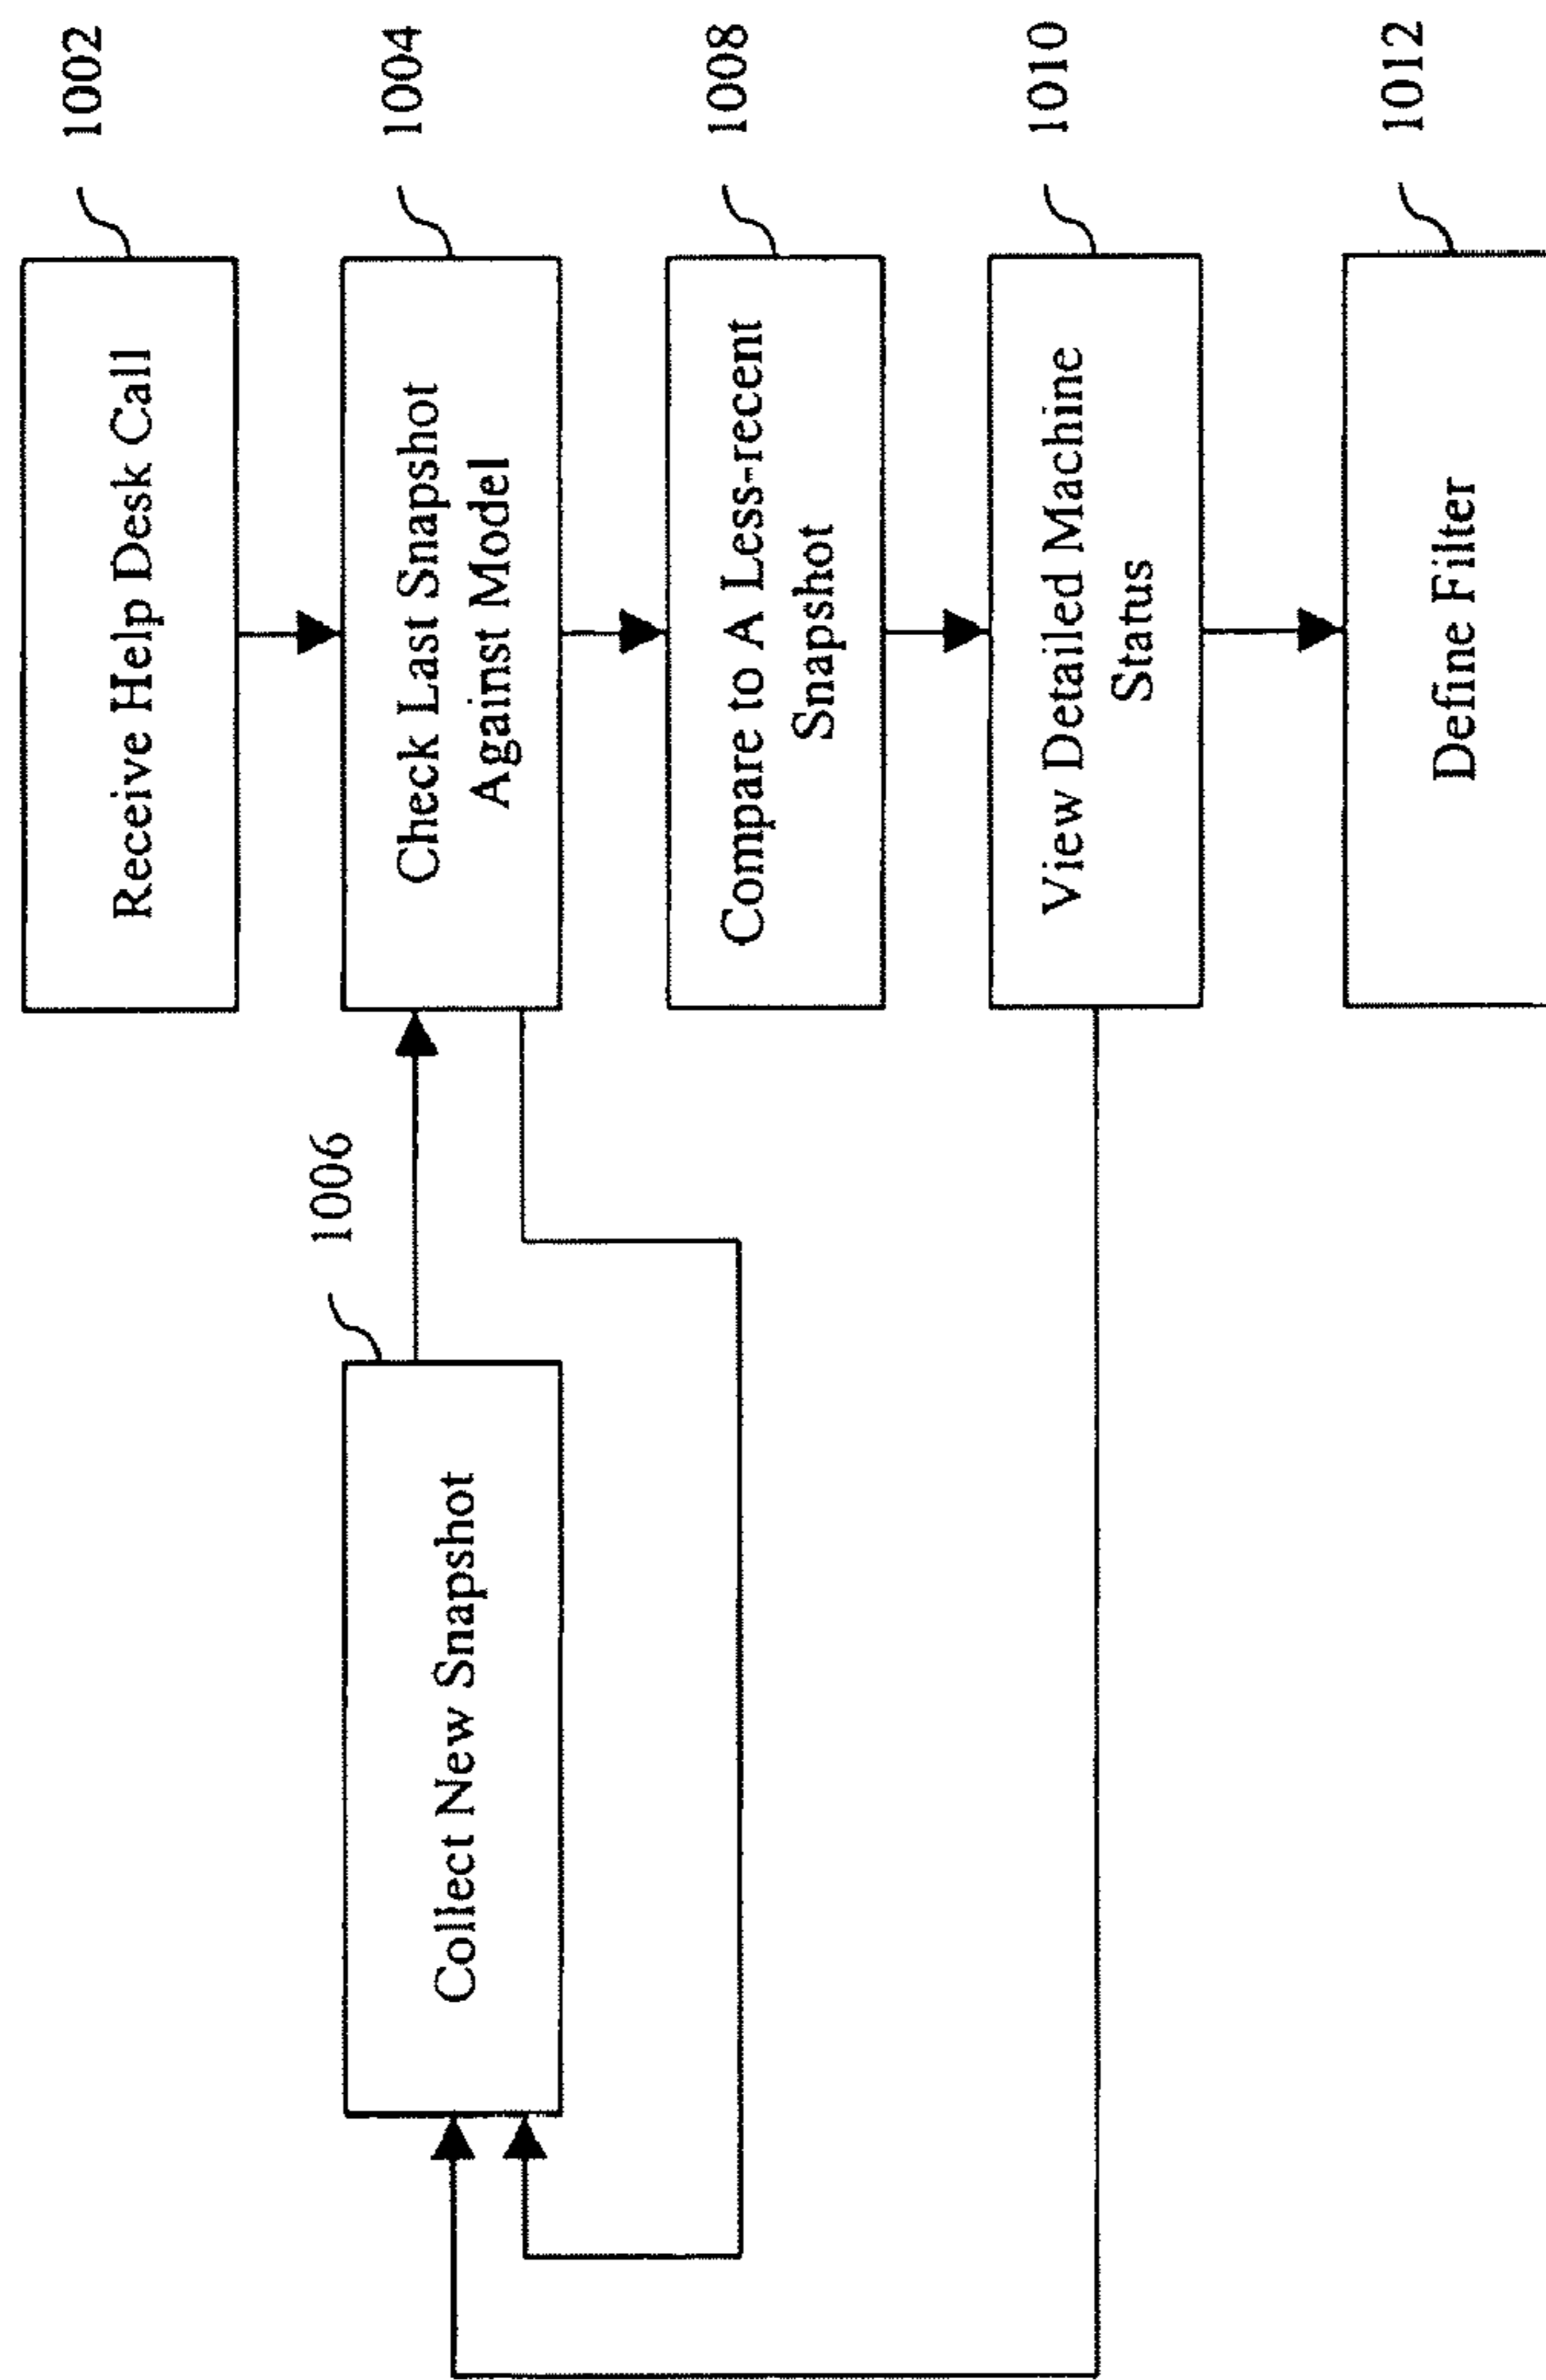 1002
Receive Help Desk Call
1004
Check Last Snapshot
Against Model
1006
Collect New Snapshot
1008
Compare to A Less-recent
Snapshot
1010
View Detailed Machine
Status
1012
Define Filter